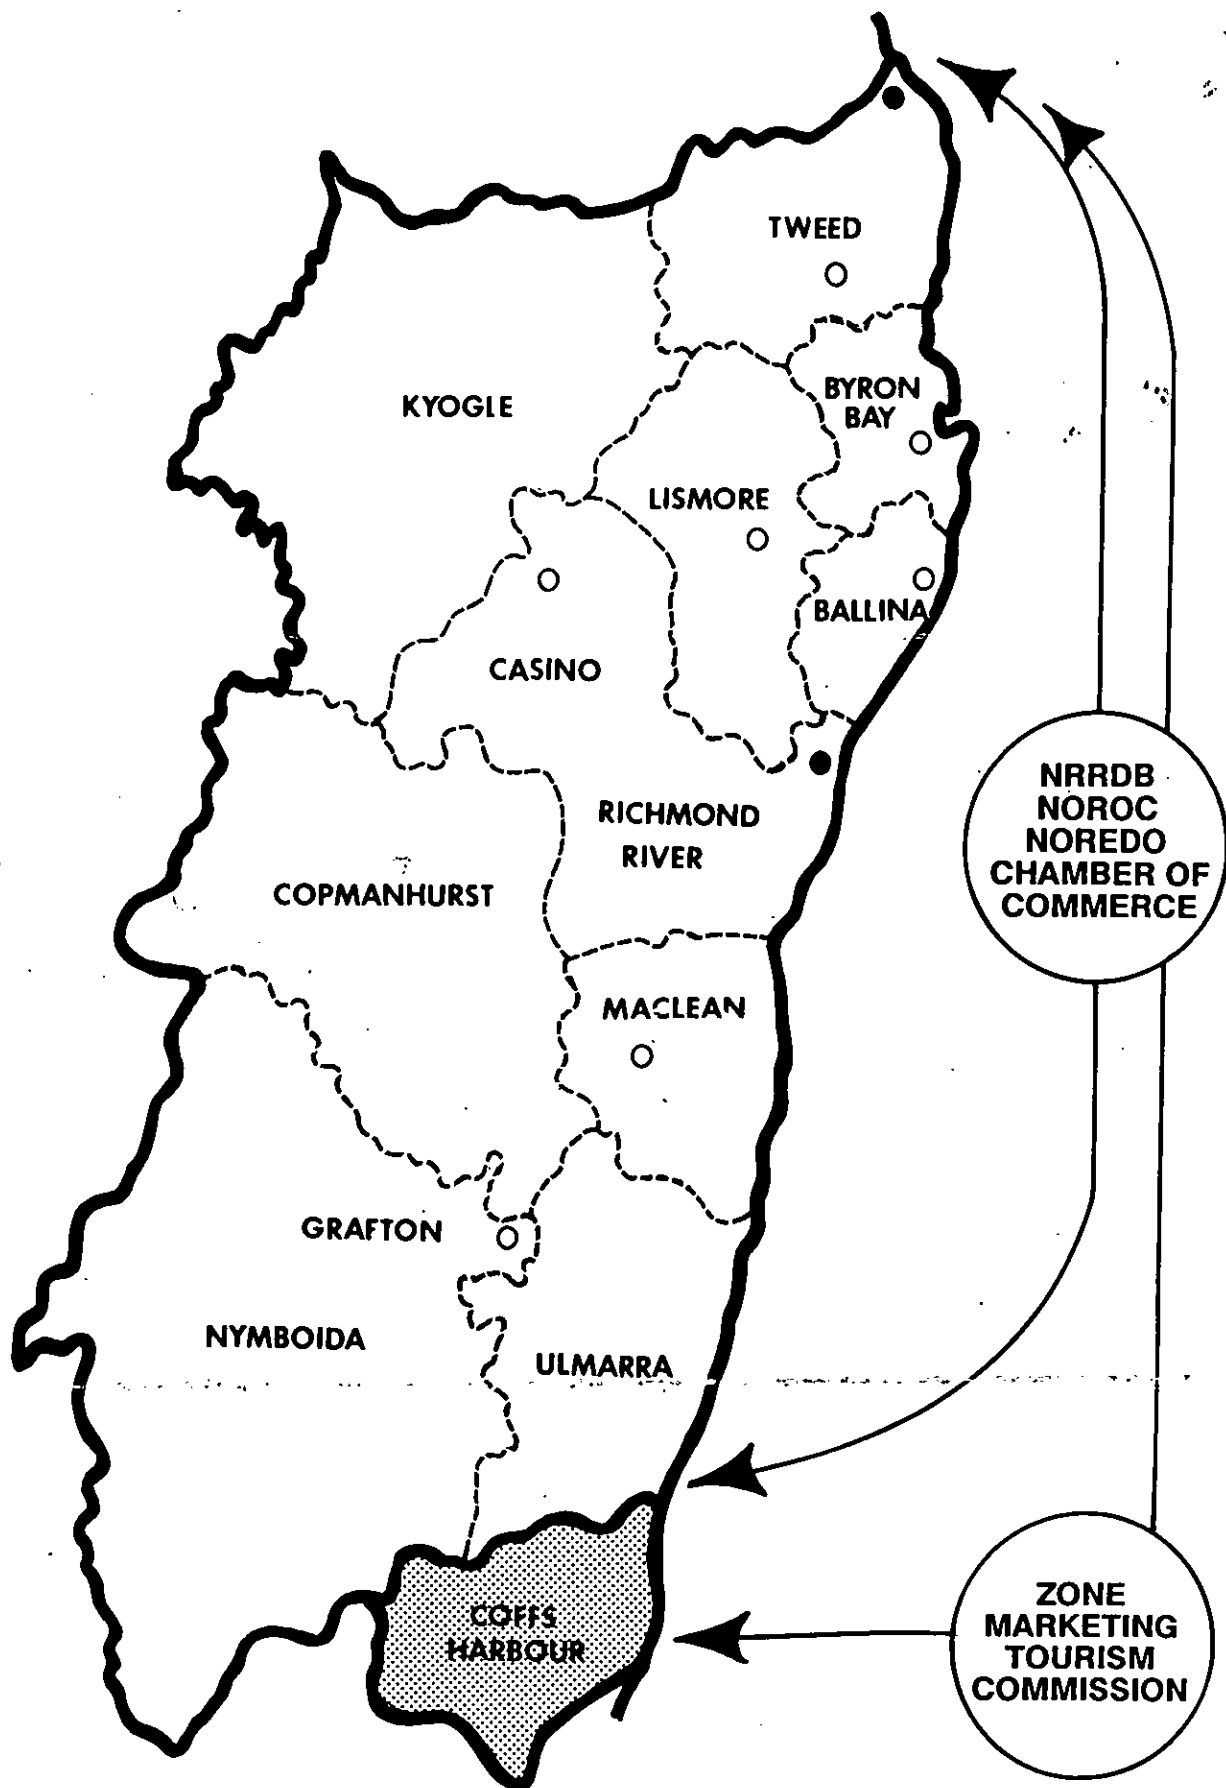 TWEED
KYOGLE
BYRON
BAY
LISMORE
BALLINA
CASINO
RICHMOND
RIVER
COPMANHURST
MACLEAN
GRAFTON
NYMBOIDA
ULMARRA
COFFS
HARBOUR
NRRDB
NOROC
NOREDO
CHAMBER OF
COMMERCE
ZONE
MARKETING
TOURISM
COMMISSION